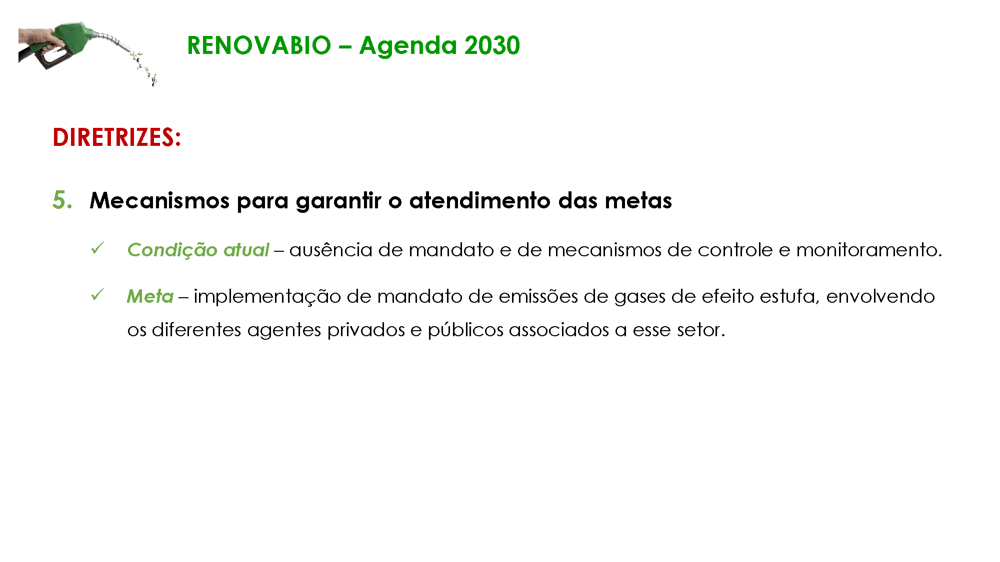 RENOVABIO – Agenda 2030
DIRETRIZES:
5. Mecanismos para garantir o atendimento das metas
✓ Condição atual – ausência de mandato e de mecanismos de controle e monitoramento.
✓ Meta – implementação de mandato de emissões de gases de efeito estufa, envolvendo
os diferentes agentes privados e públicos associados a esse setor.